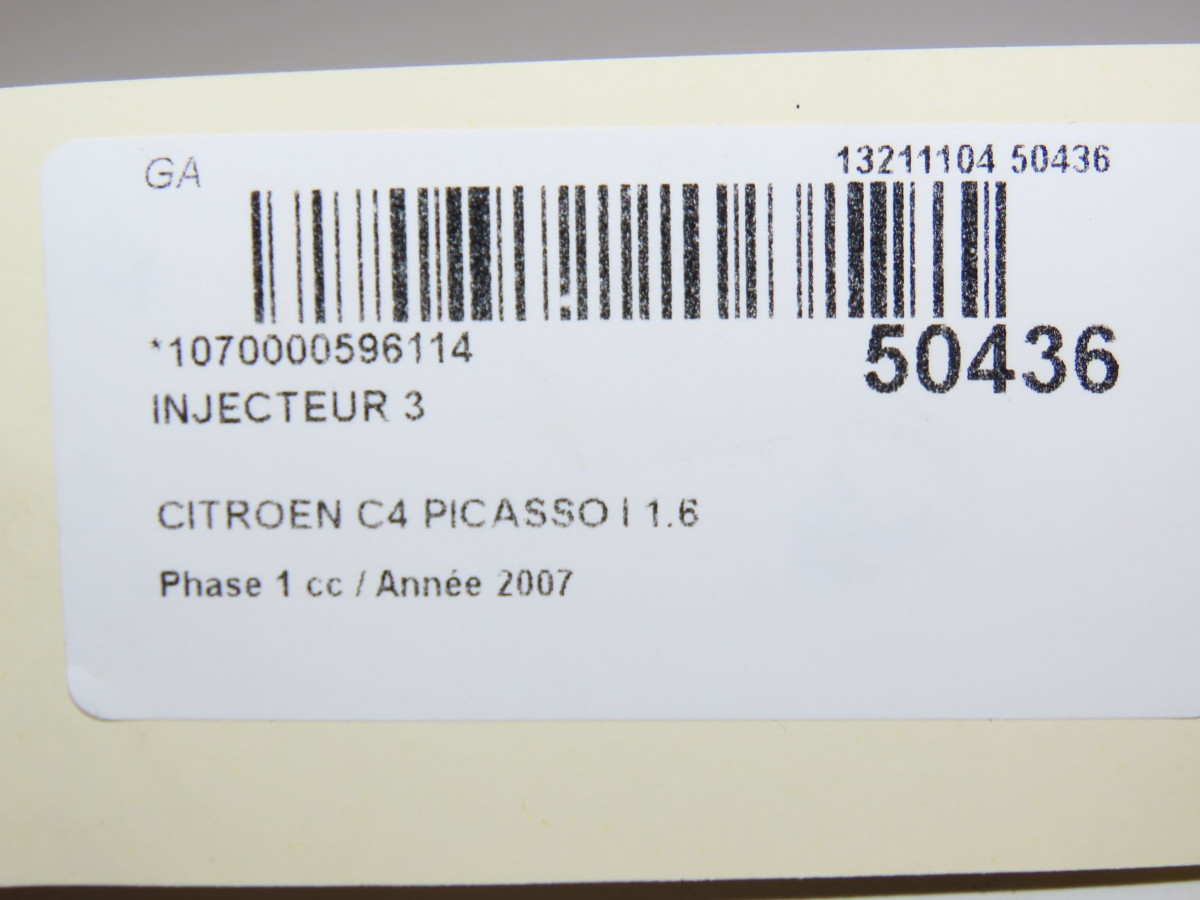 GA
13211104 50436
*1070000596114
50436
INJECTEUR 3
CITROEN C4 PICASSO I 1.6
Phase 1 cc / Année 2007